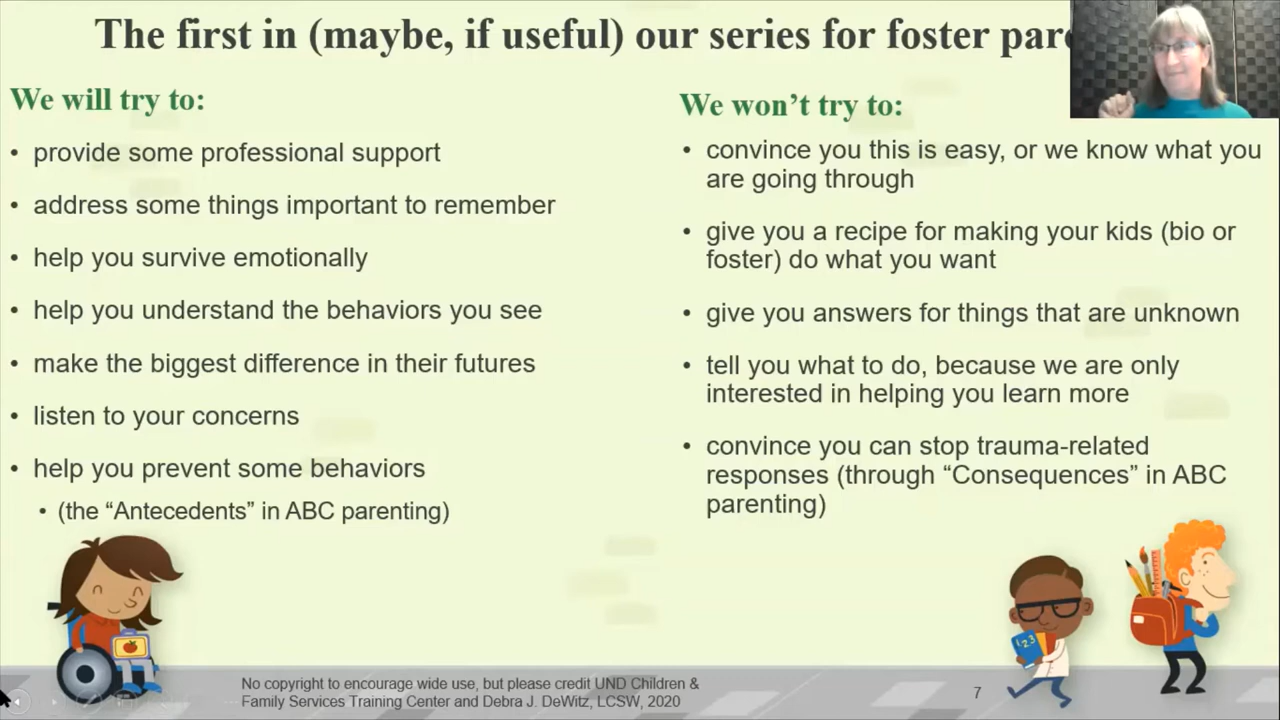 The first in (maybe, if useful) our series for foster
We will try to:
• provide some professional support
• address some things important to remember
• help you survive emotionally
• help you understand the behaviors you see
• make the biggest difference in their futures
• listen to your concerns
• help you prevent some behaviors
• (the “Antecedents” in ABC parenting)
We won’t try to:
• convince you this is easy, or we know what you
are going through
• give you a recipe for making your kids (bio or
foster) do what you want
• give you answers for things that are unknown
• tell you what to do, because we are only
interested in helping you learn more
• convince you can stop trauma-related
responses (through “Consequences” in ABC
parenting)
1,2,3
No copyright to encourage wide use, but please credit UND Children &
Family Services Training Center and Debra J. DeWitz, LCSW, 2020
7